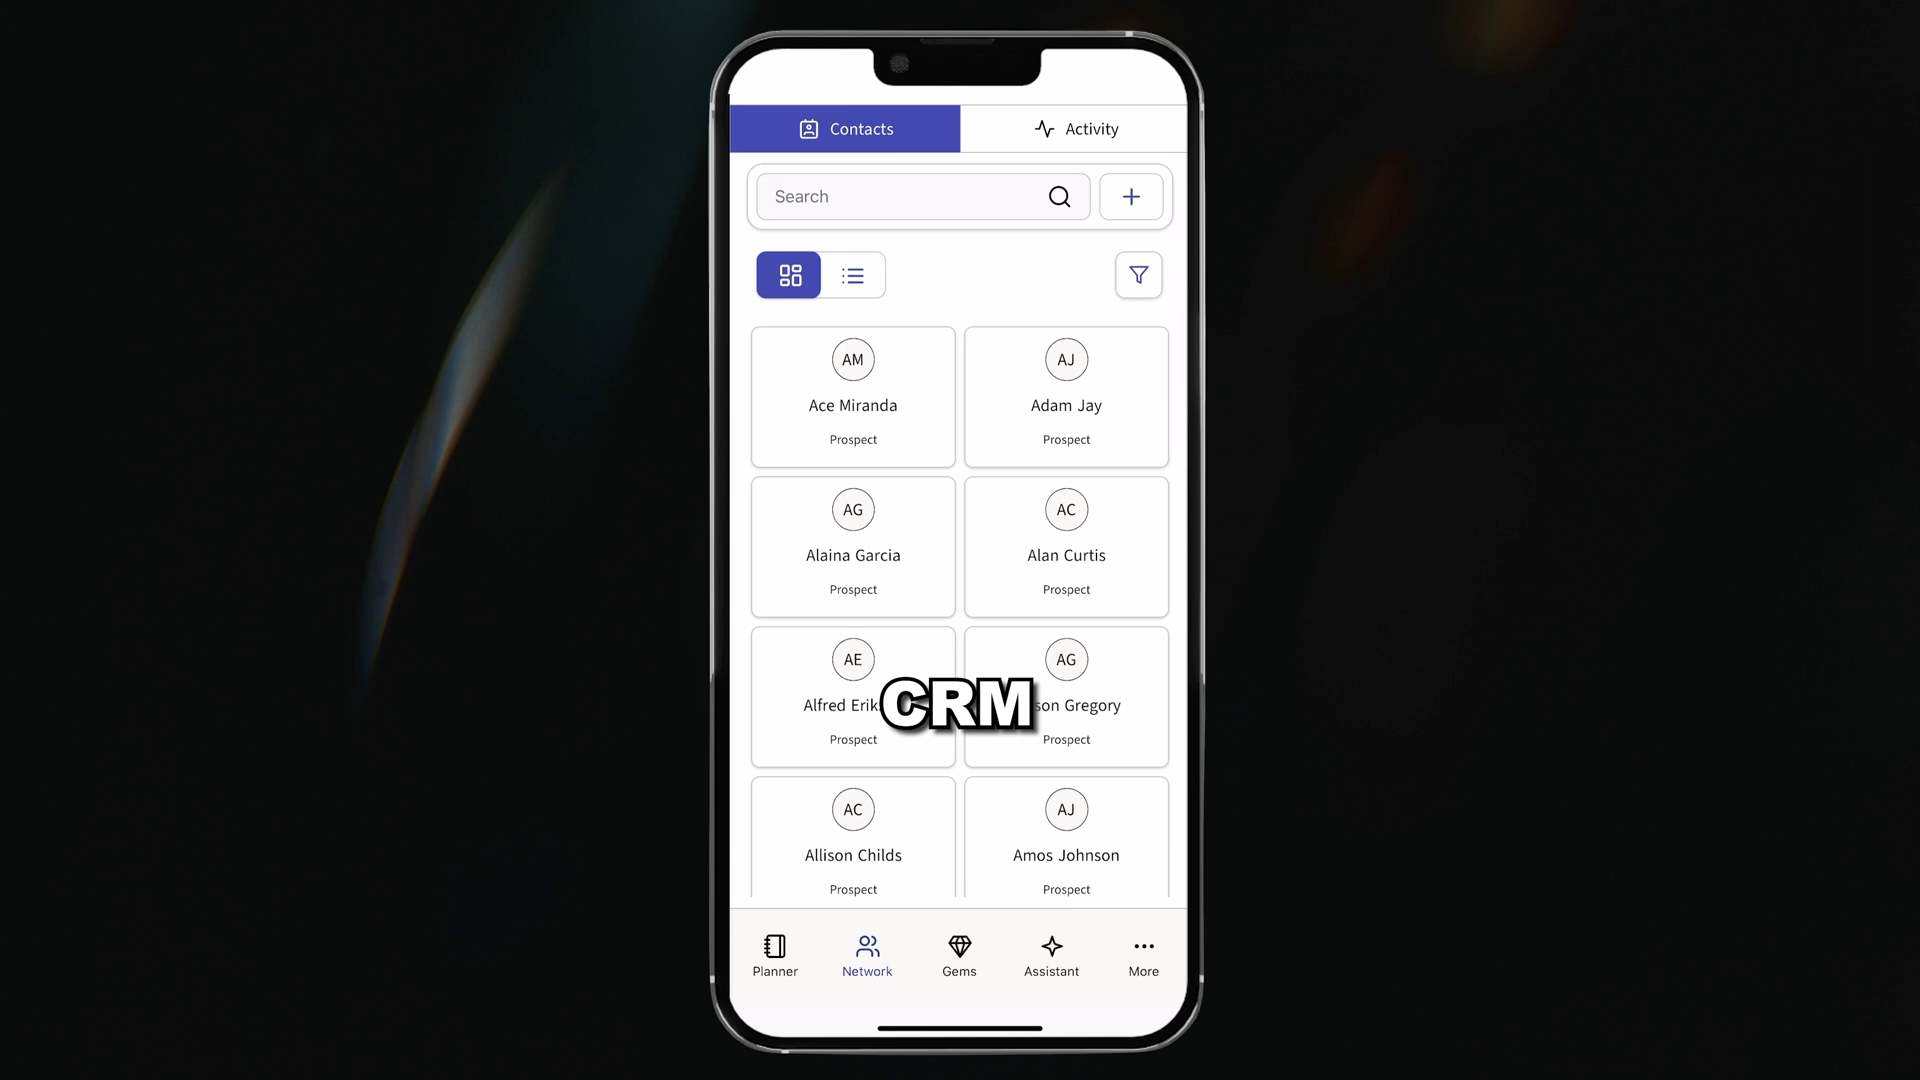 Contacts
Activity
Search
AM
AJ
Ace Miranda
Adam Jay
Prospect
Prospect
AG
AC
Alaina Garcia
Alan Curtis
Prospect
Prospect
AE
AG
Alfred
CRM
Gregory
Prospect
Prospect
AC
AJ
Allison Childs
Amos Johnson
Prospect
Prospect
Planner
Network
Gems
Assistant
More